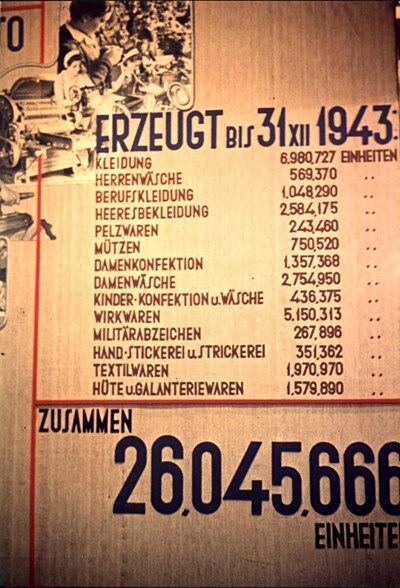 TO
ERZEUGT BIS 31 XII 1943:
KLEIDUNG 6,980,727 EINHEITEN
HERRENWÄSCHE 569,370 ,,
BERUFSKLEIDUNG 1,048,290 ,,
HEERESBEKLEIDUNG 2,584,175 ,,
PELZWAREN 243,460 ,,
MÜTZEN 750,520 ,,
DAMENKONFEKTION 1,357,368 ,,
DAMENWÄSCHE 2,754,950 ,,
KINDER-KONFEKTION u. WÄSCHE 436,375 ,,
WIRKWAREN 5,150,313 ,,
MILITÄRABZEICHEN 267,896 ,,
HAND-STICKEREI u. STRICKEREI 351,362 ,,
TEXTILWAREN 1,970,970 ,,
HÜTE u. GALANTERIEWAREN 1,579,890 ,,
ZUSAMMEN
26,045,666
EINHEITE